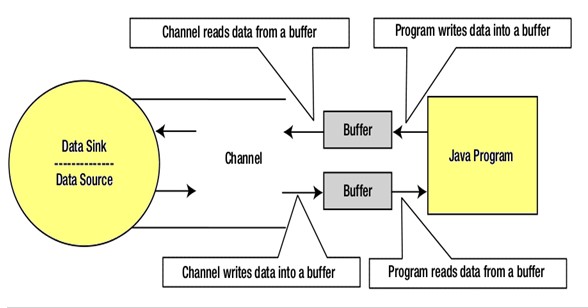 Channel reads data from a buffer
Program writes data into a buffer
Data Sink
--------------
Data Source
Channel
Buffer
Buffer
Java Program
Channel writes data into a buffer
Program reads data from a buffer